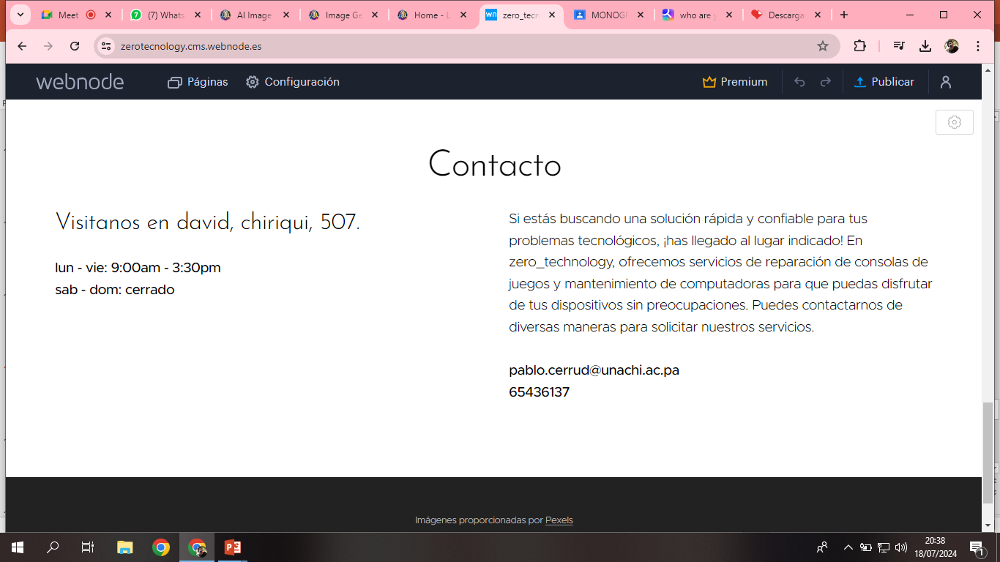 Meet
(7) Whats
AI Image
Image Ge
Home - L
wn zero_tecn
MONOGR
who are y
Descarga
zerotecnology.cms.webnode.es
webnode
Páginas
Configuración
Premium
Publicar
Contacto
Visitanos en david, chiriqui, 507.
lun - vie: 9:00am - 3:30pm
sab - dom: cerrado
Si estás buscando una solución rápida y confiable para tus
problemas tecnológicos, ¡has llegado al lugar indicado! En
zero_technology, ofrecemos servicios de reparación de consolas de
juegos y mantenimiento de computadoras para que puedas disfrutar
de tus dispositivos sin preocupaciones. Puedes contactarnos de
diversas maneras para solicitar nuestros servicios.
pablo.cerrud@unachi.ac.pa
65436137
Imágenes proporcionadas por Pexels
20:38
18/07/2024
1